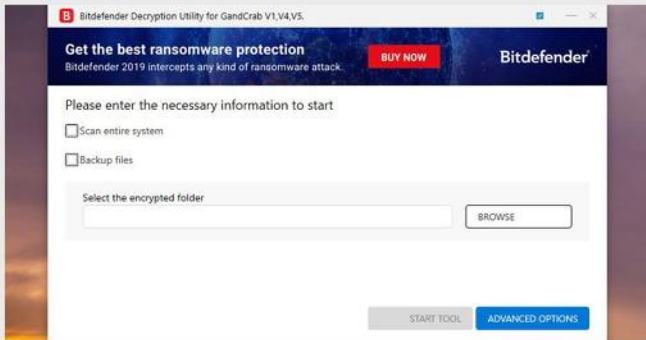 B Bitdefender Decryption Utility for GandCrab V1,V4,V5.
Get the best ransomware protection
Bitdefender 2019 intercepts any kind of ransomware attack.
BUY NOW
Bitdefender
Please enter the necessary information to start
Scan entire system
Backup files
Select the encrypted folder
BROWSE
START TOOL
ADVANCED OPTIONS